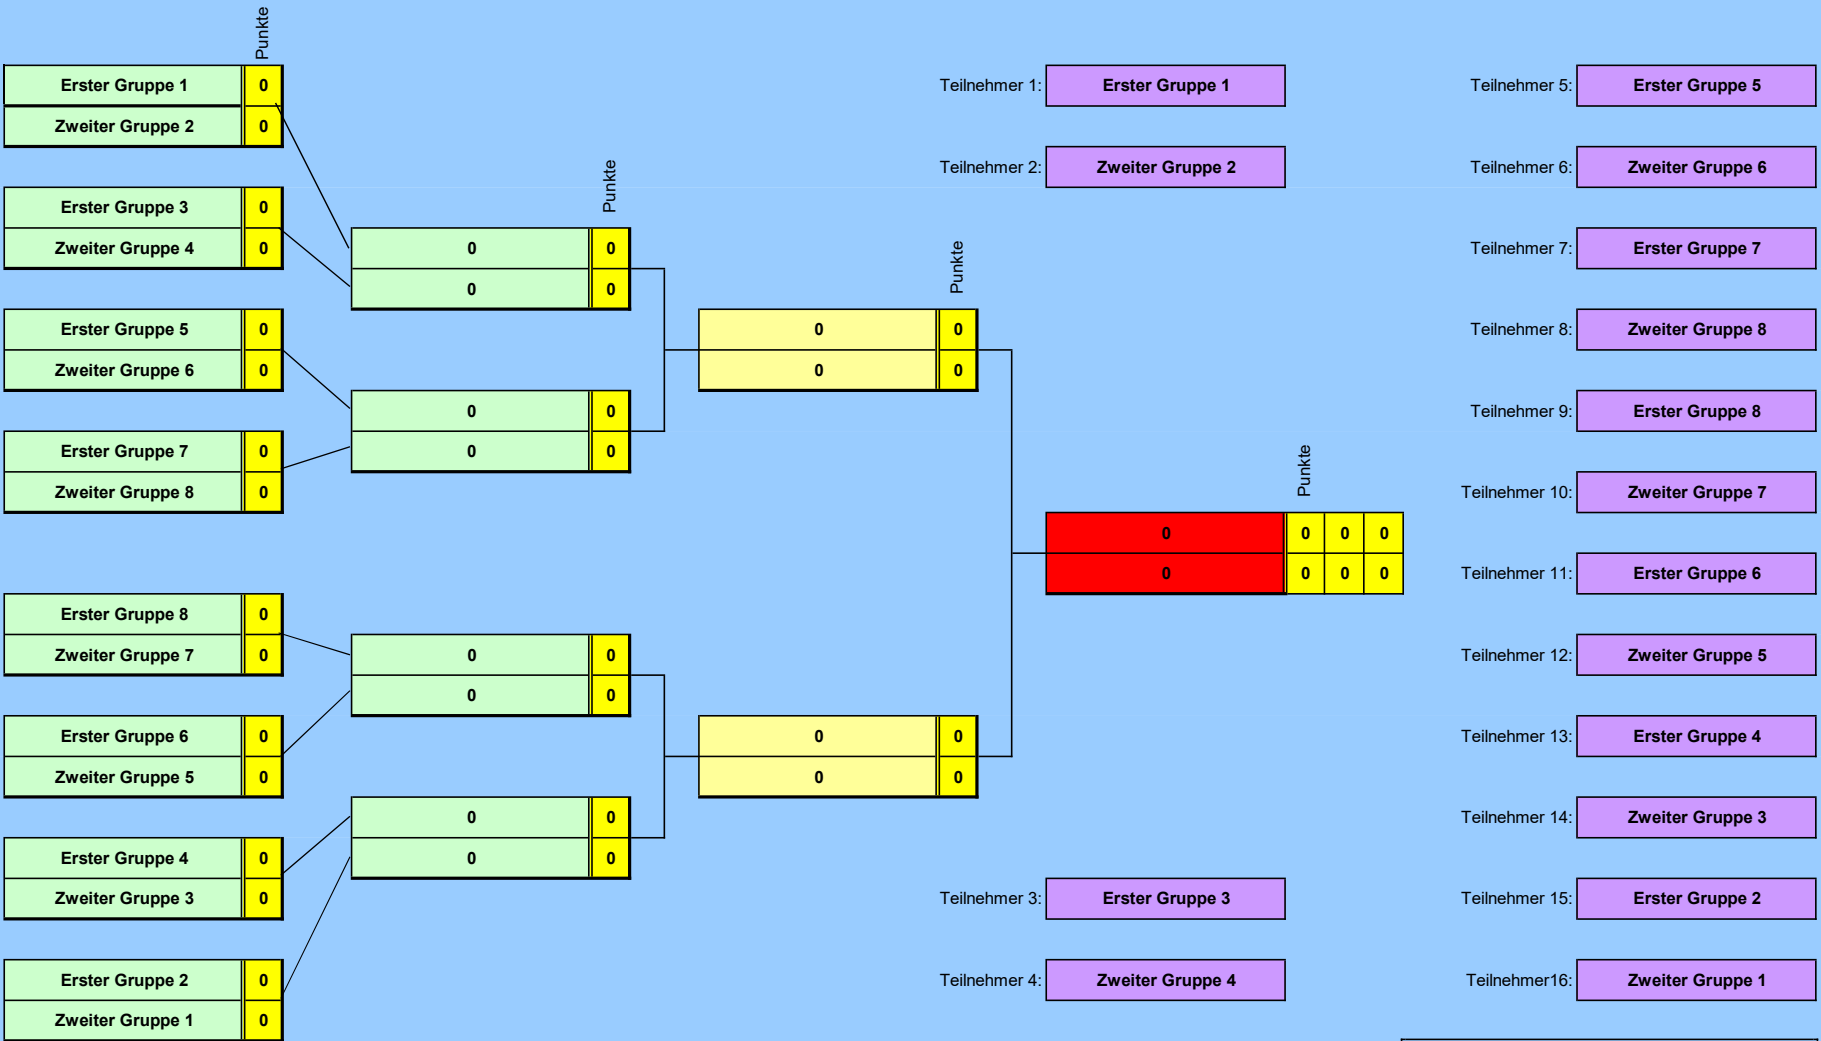 Punkte
Erster Gruppe 1 0
Zweiter Gruppe 2 0
Erster Gruppe 3 0
Zweiter Gruppe 4 0
Erster Gruppe 5 0
Zweiter Gruppe 6 0
Erster Gruppe 7 0
Zweiter Gruppe 8 0
Erster Gruppe 8 0
Zweiter Gruppe 7 0
Erster Gruppe 6 0
Zweiter Gruppe 5 0
Erster Gruppe 4 0
Zweiter Gruppe 3 0
Erster Gruppe 2 0
Zweiter Gruppe 1 0
Punkte
0 0
0 0
0 0
0 0
0 0
0 0
0 0
0 0
Punkte
0 0
0 0
0 0
0 0
Punkte
0 0 0 0
0 0 0 0
Teilnehmer 1: Erster Gruppe 1
Teilnehmer 2: Zweiter Gruppe 2
Teilnehmer 3: Erster Gruppe 3
Teilnehmer 4: Zweiter Gruppe 4
Teilnehmer 5: Erster Gruppe 5
Teilnehmer 6: Zweiter Gruppe 6
Teilnehmer 7: Erster Gruppe 7
Teilnehmer 8: Zweiter Gruppe 8
Teilnehmer 9: Erster Gruppe 8
Teilnehmer 10: Zweiter Gruppe 7
Teilnehmer 11: Erster Gruppe 6
Teilnehmer 12: Zweiter Gruppe 5
Teilnehmer 13: Erster Gruppe 4
Teilnehmer 14: Zweiter Gruppe 3
Teilnehmer 15: Erster Gruppe 2
Teilnehmer16: Zweiter Gruppe 1